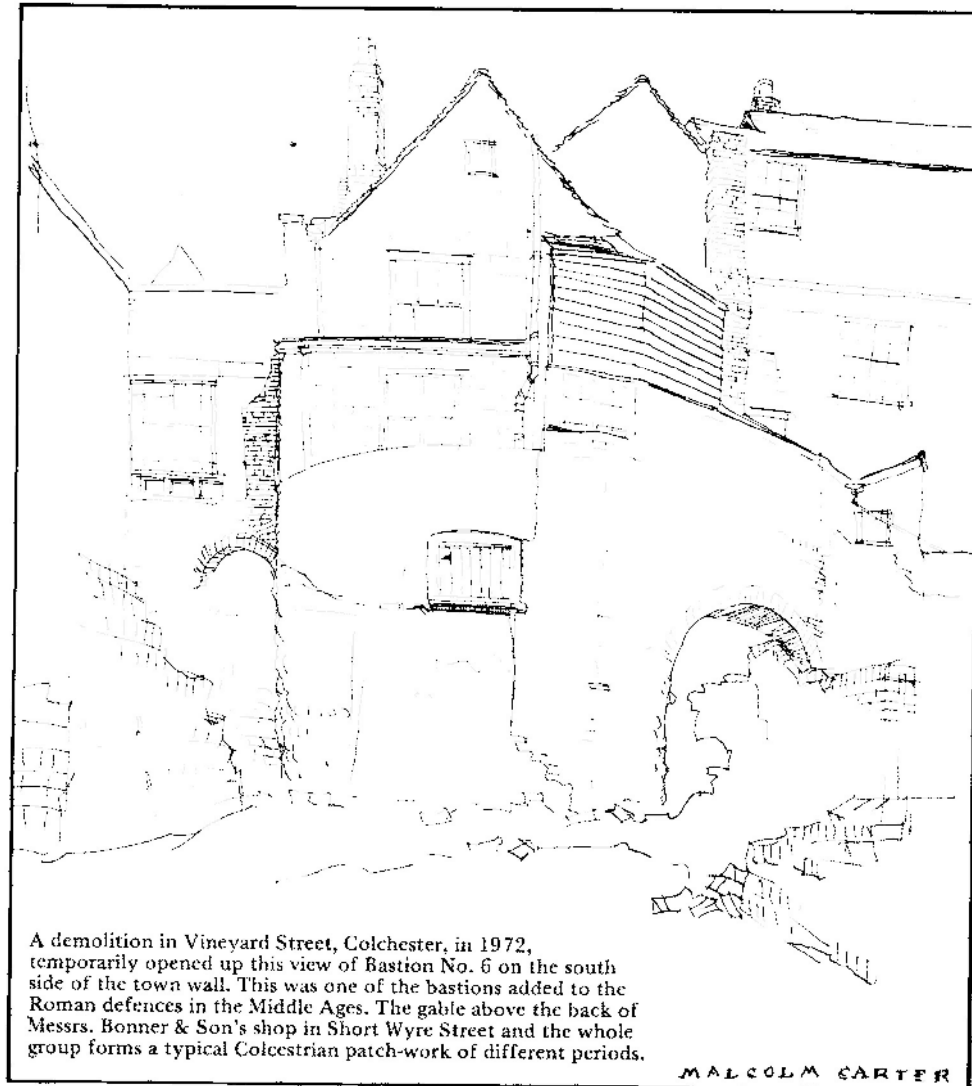 A demolition in Vineyard Street, Colchester, in 1972,
temporarily opened up this view of Bastion No. 6 on the south
side of the town wall. This was one of the bastions added to the
Roman defences in the Middle Ages. The gable above the back of
Messrs. Bonner & Son's shop in Short Wyre Street and the whole
group forms a typical Colcestrian patch-work of different periods.
MALCOLM CARTER